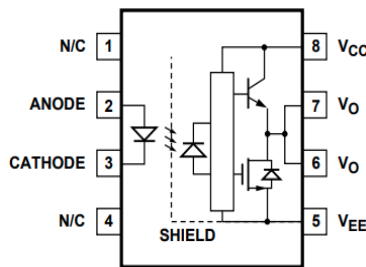 N/C 1 8 VCC
ANODE 2 7 VO
CATHODE 3 6 VO
N/C 4 5 VEE
SHIELD